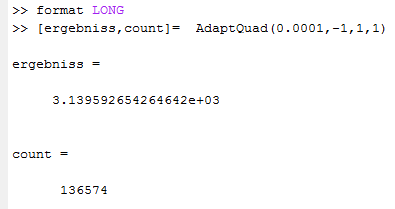 >> format LONG
>> [ergebniss,count]=  AdaptQuad(0.0001,-1,1,1)
ergebniss =
3.139592654264642e+03
count =
136574